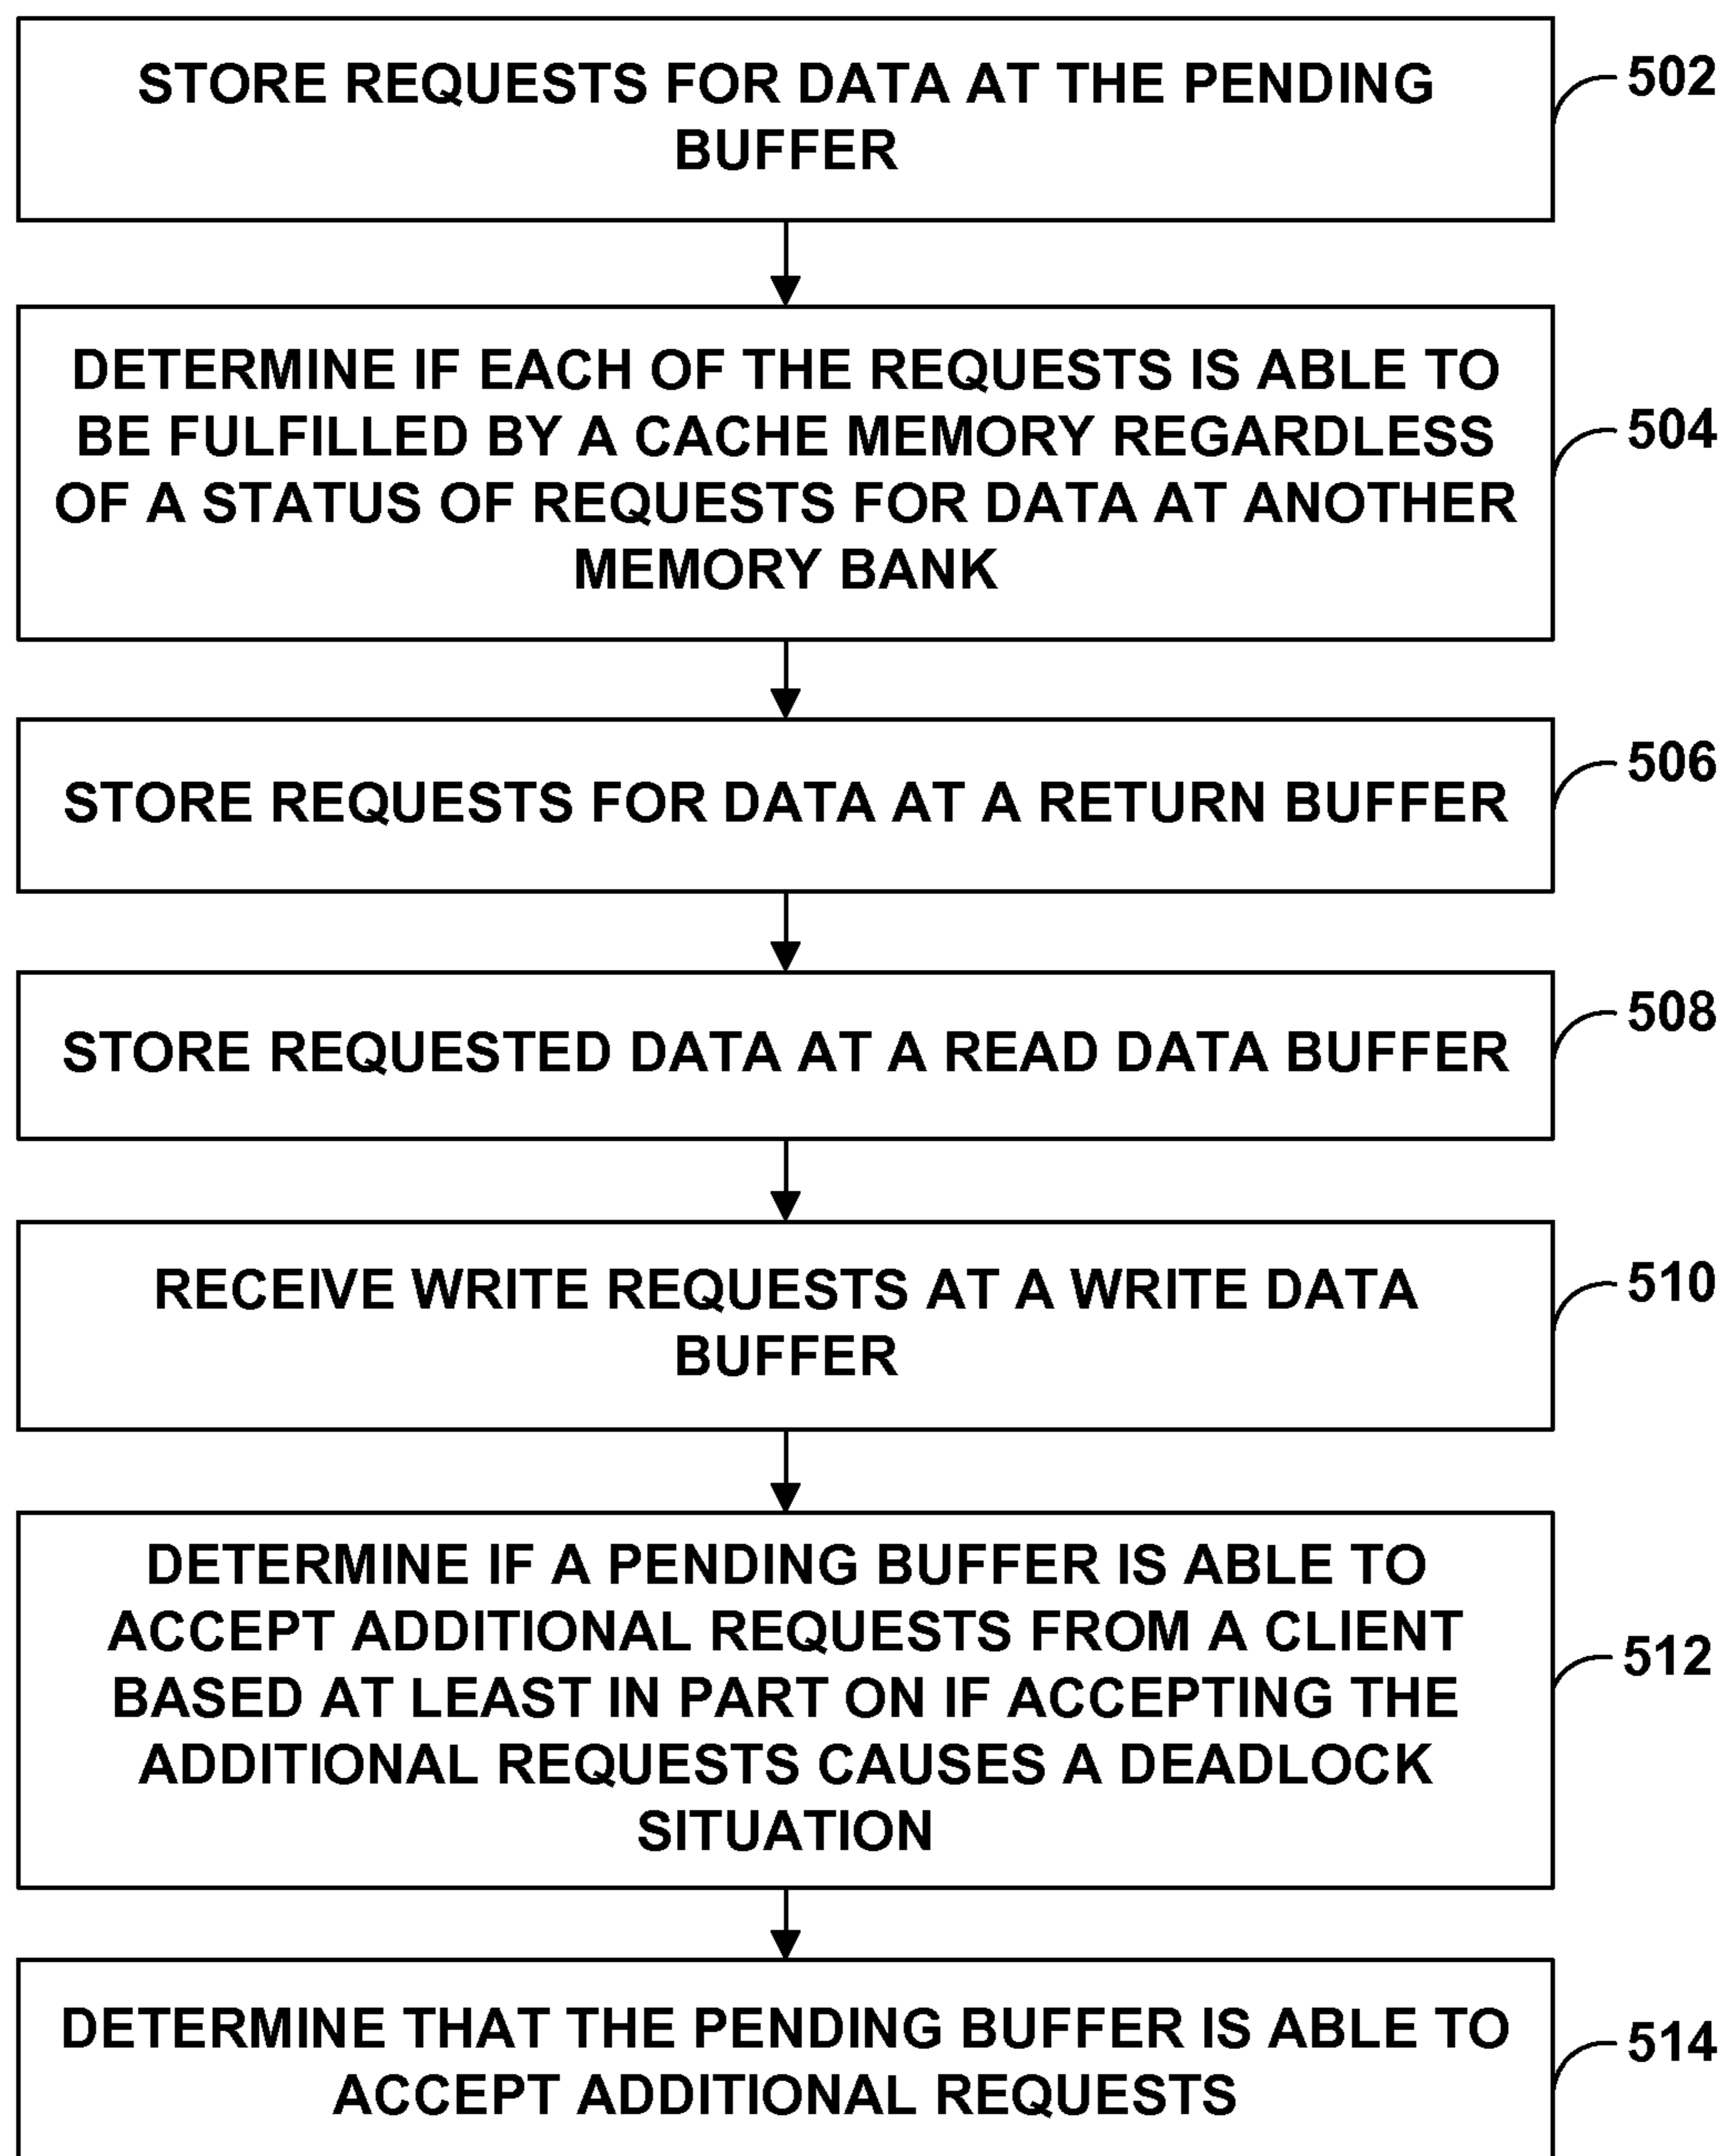 STORE REQUESTS FOR DATA AT THE PENDING
BUFFER
502
DETERMINE IF EACH OF THE REQUESTS IS ABLE TO
BE FULFILLED BY A CACHE MEMORY REGARDLESS
OF A STATUS OF REQUESTS FOR DATA AT ANOTHER
MEMORY BANK
504
STORE REQUESTS FOR DATA AT A RETURN BUFFER
506
STORE REQUESTED DATA AT A READ DATA BUFFER
508
RECEIVE WRITE REQUESTS AT A WRITE DATA
BUFFER
510
DETERMINE IF A PENDING BUFFER IS ABLE TO
ACCEPT ADDITIONAL REQUESTS FROM A CLIENT
BASED AT LEAST IN PART ON IF ACCEPTING THE
ADDITIONAL REQUESTS CAUSES A DEADLOCK
SITUATION
512
DETERMINE THAT THE PENDING BUFFER IS ABLE TO
ACCEPT ADDITIONAL REQUESTS
514